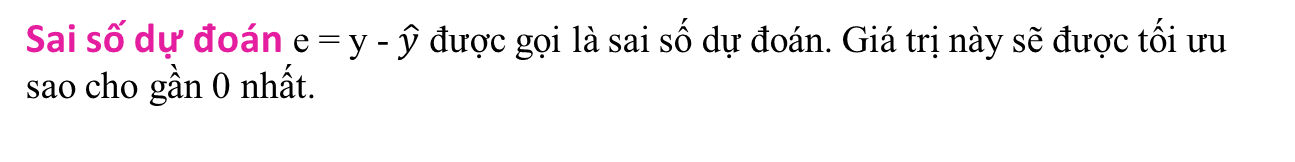 Sai số dự đoán e = y - ŷ được gọi là sai số dự đoán. Giá trị này sẽ được tối ưu
sao cho gần 0 nhất.